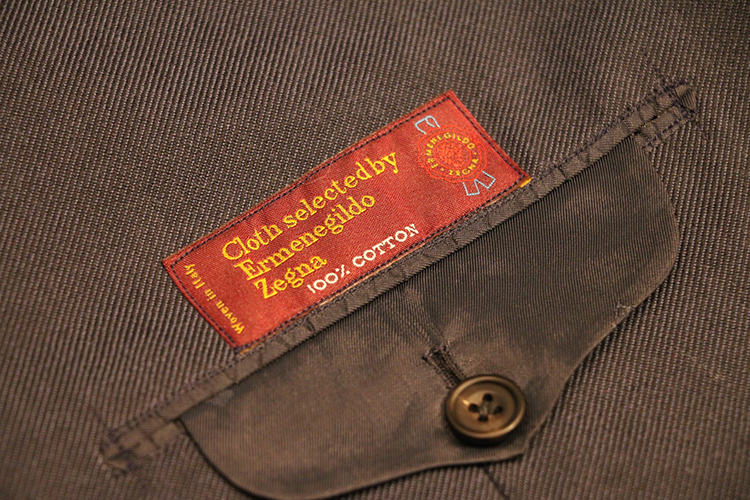 Cloth selected by
Ermenegildo
Zegna
100% COTTON
Woven in Italy
ERMENEGILDO
ZEGNA